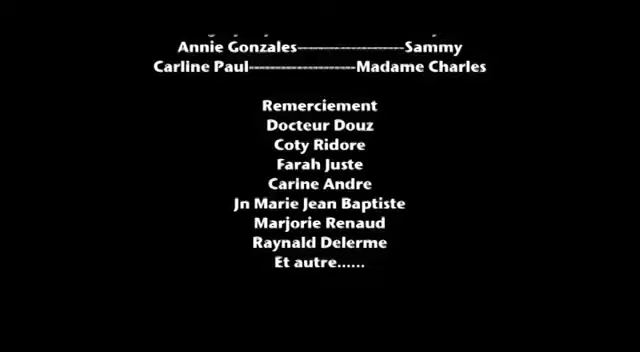 Annie Gonzales--------------------Sammy
Carline Paul--------------------Madame Charles
Remerciement
Docteur Douz
Coty Ridore
Farah Juste
Carine Andre
Jn Marie Jean Baptiste
Marjorie Renaud
Raynald Delerme
Et autre......